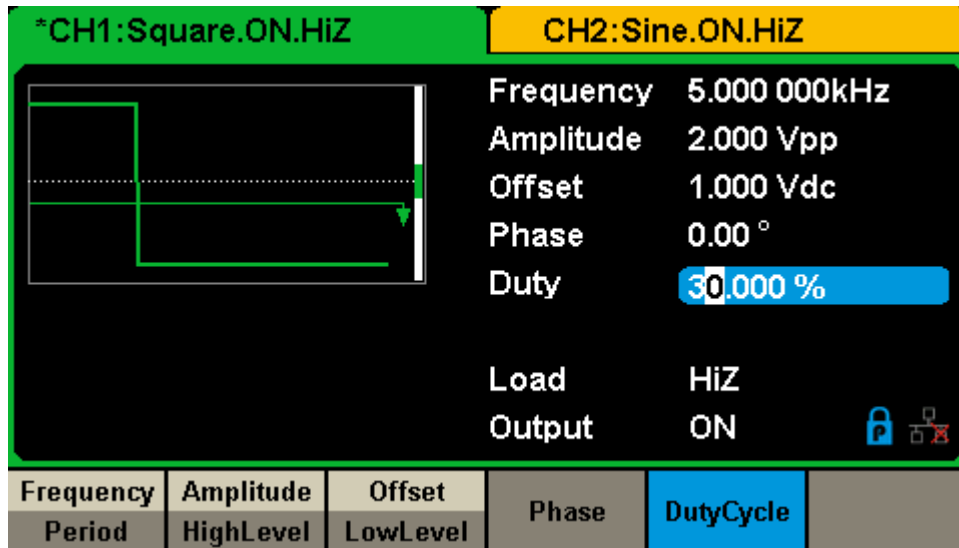 *CH1:Square.ON.HiZ CH2:Sine.ON.HiZ
Frequency 5.000 000kHz
Amplitude 2.000 Vpp
Offset 1.000 Vdc
Phase 0.00 °
Duty 30.000 %
Load HiZ
Output ON
P
Frequency Amplitude Offset
Phase DutyCycle
Period HighLevel LowLevel